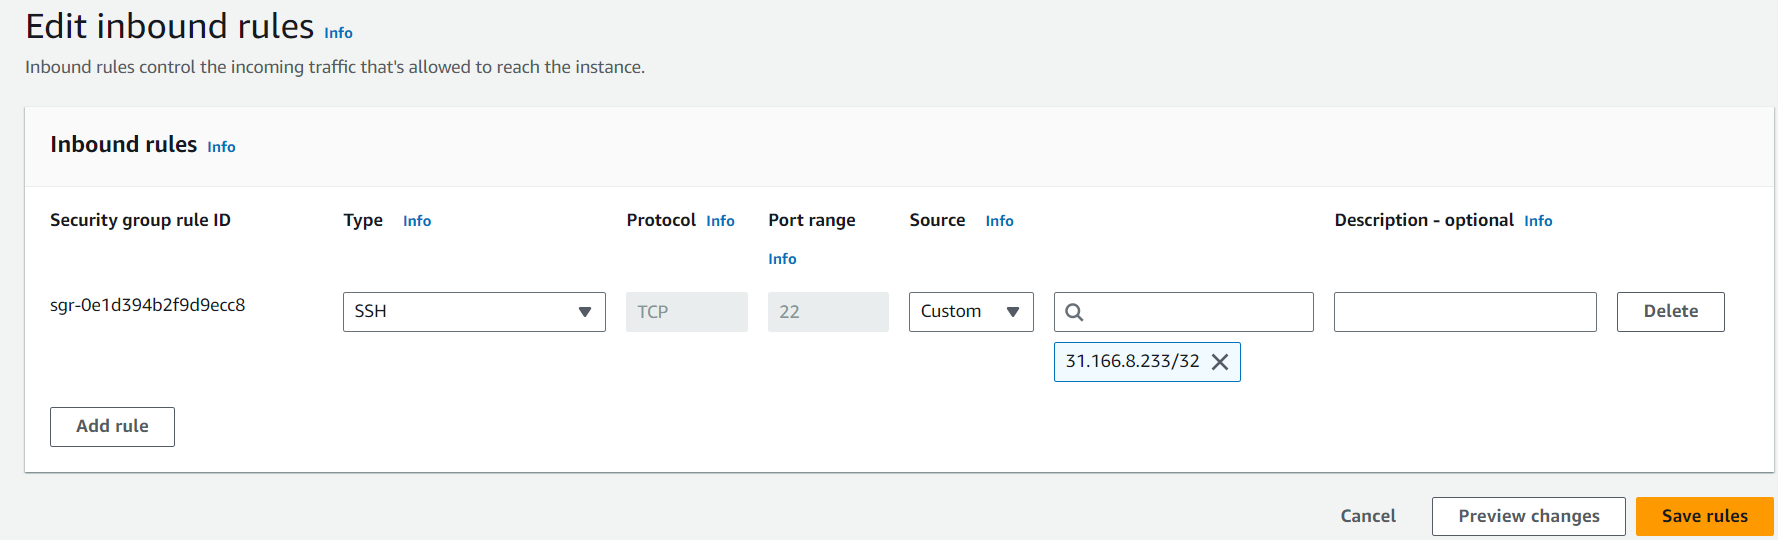 Edit inbound rules Info
Inbound rules control the incoming traffic that's allowed to reach the instance.
Inbound rules Info
Security group rule ID Type Info Protocol Info Port range Info Source Info Description - optional Info
sgr-0e1d394b2f9d9ecc8 SSH TCP 22 Custom Delete
31.166.8.233/32
Add rule
Cancel Preview changes Save rules